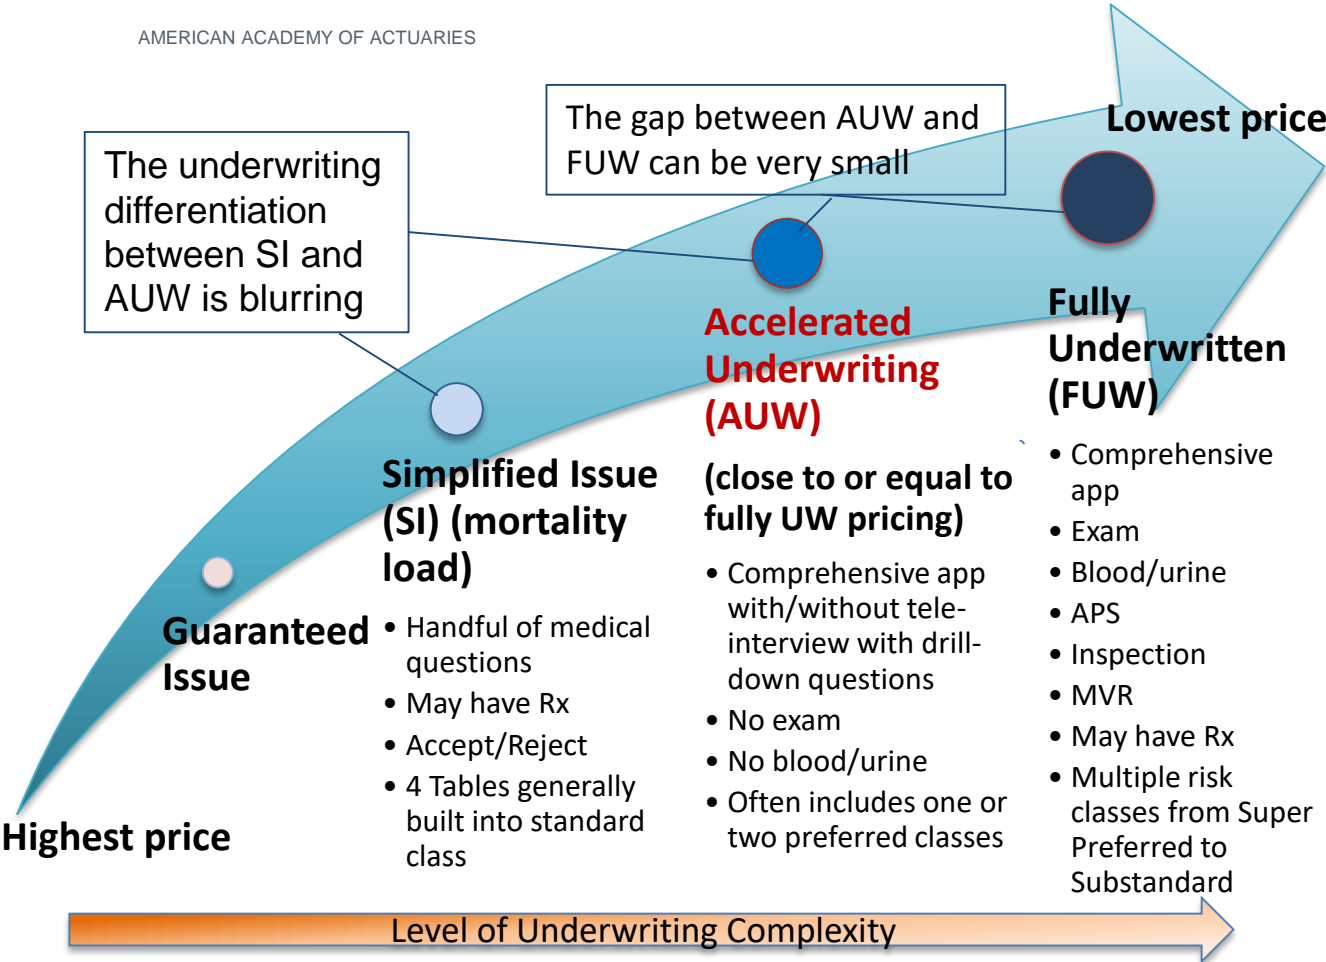 AMERICAN ACADEMY OF ACTUARIES
The underwriting
differentiation
between SI and
AUW is blurring
The gap between AUW and
FUW can be very small
Lowest price
Highest price
Guaranteed
Issue
Simplified Issue
(SI) (mortality
load)
• Handful of medical
questions
• May have Rx
• Accept/Reject
• 4 Tables generally
built into standard
class
Accelerated
Underwriting
(AUW)
(close to or equal to
fully UW pricing)
• Comprehensive app
with/without tele-
interview with drill-
down questions
• No exam
• No blood/urine
• Often includes one or
two preferred classes
Fully
Underwritten
(FUW)
• Comprehensive
app
• Exam
• Blood/urine
• APS
• Inspection
• MVR
• May have Rx
• Multiple risk
classes from Super
Preferred to
Substandard
Level of Underwriting Complexity